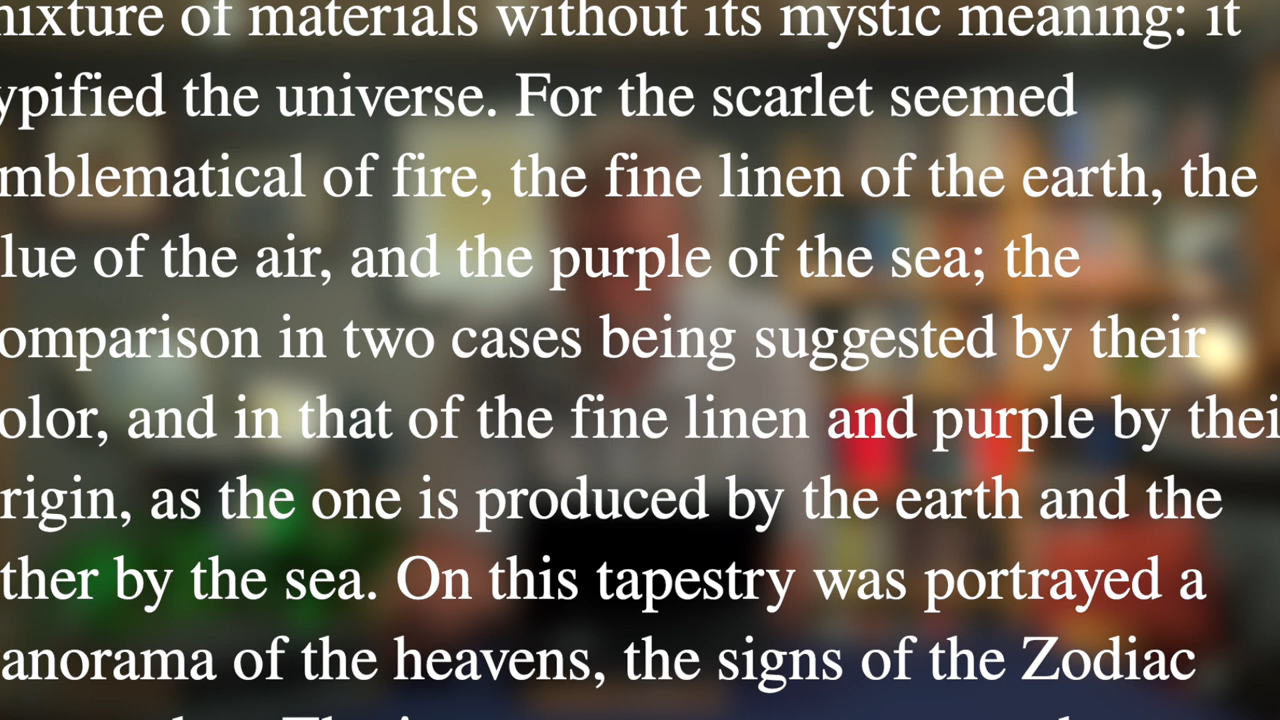 mixture of materials without its mystic meaning: it
ypified the universe. For the scarlet seemed
mblematical of fire, the fine linen of the earth, the
lue of the air, and the purple of the sea; the
omparison in two cases being suggested by their
olor, and in that of the fine linen and purple by thei
rigin, as the one is produced by the earth and the
ther by the sea. On this tapestry was portrayed a
anorama of the heavens, the signs of the Zodiac